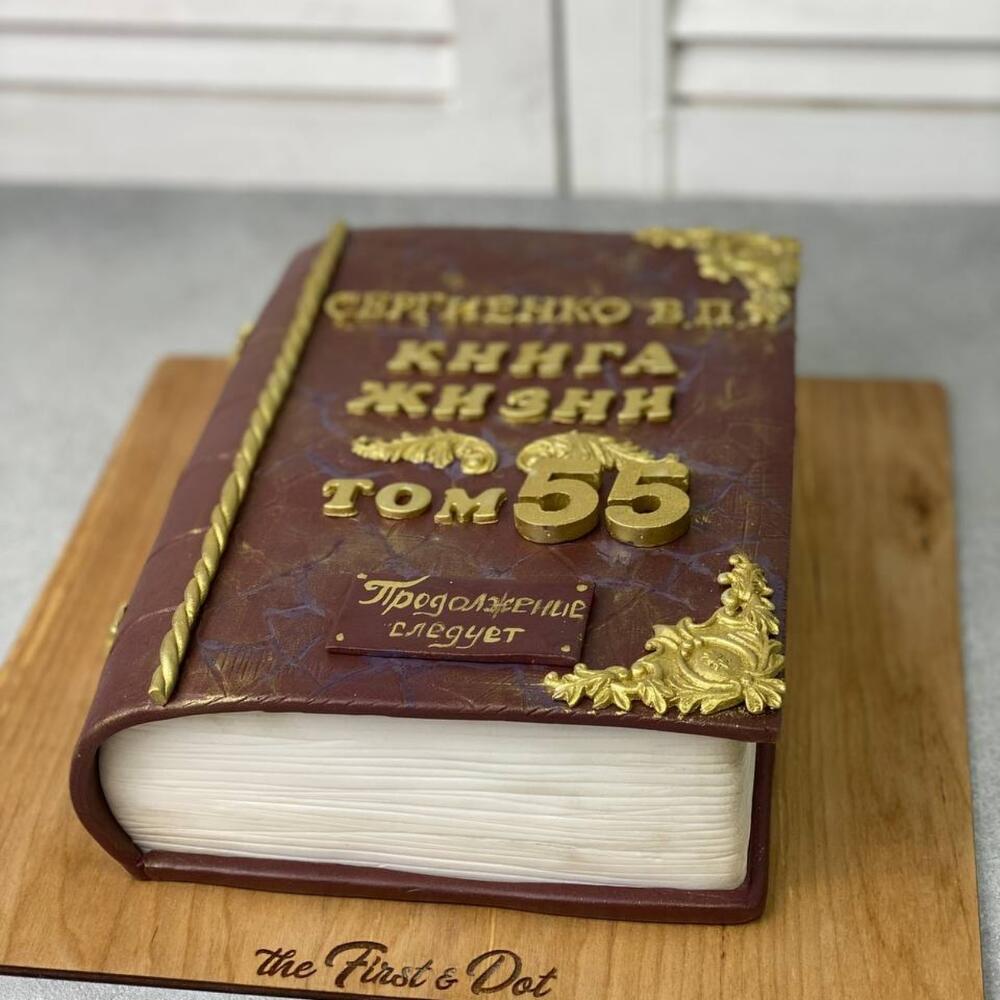 СЕРГИЕНКО В.П.
КНИГА
ЖИЗНИ
ТОМ 55
Продолжение
следует
the First & Dot